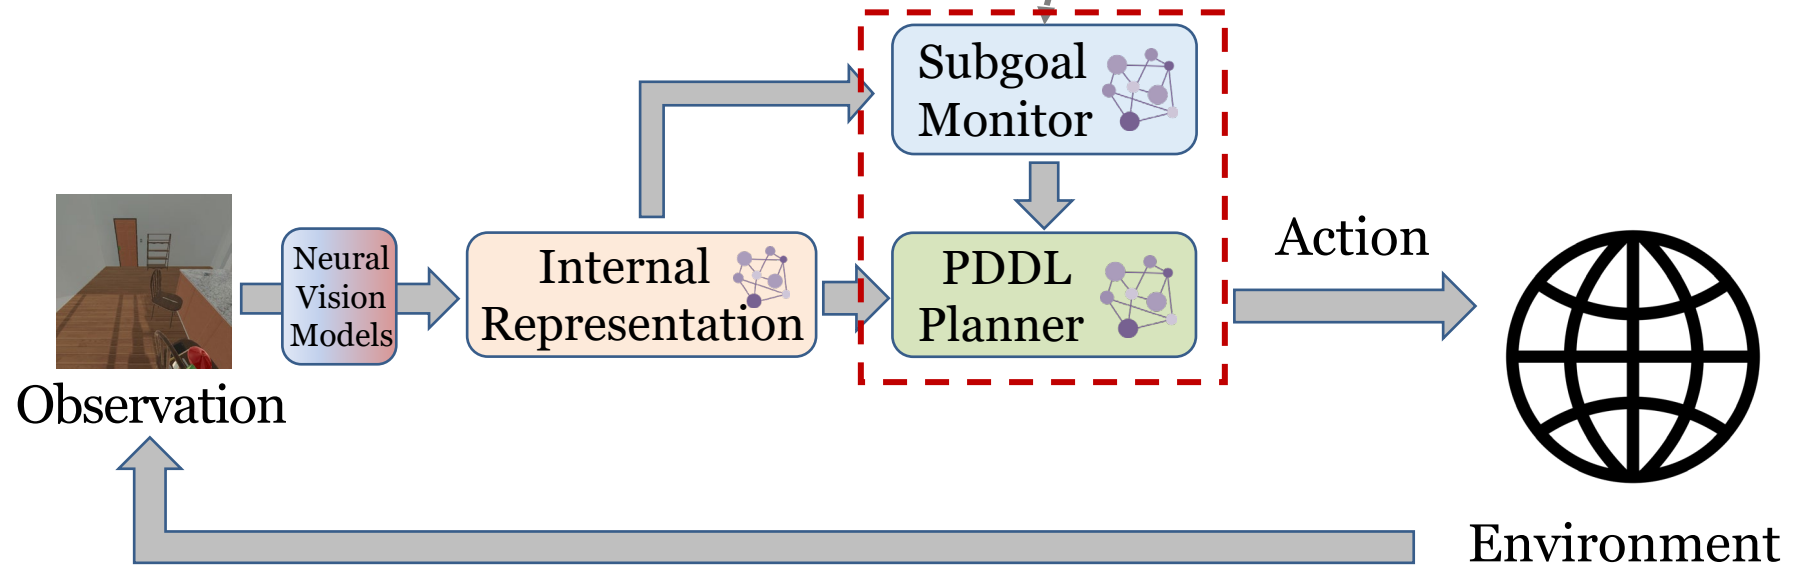 Subgoal
Monitor
Neural
Vision
Models
Internal
Representation
PDDL
Planner
Action
Observation
Environment